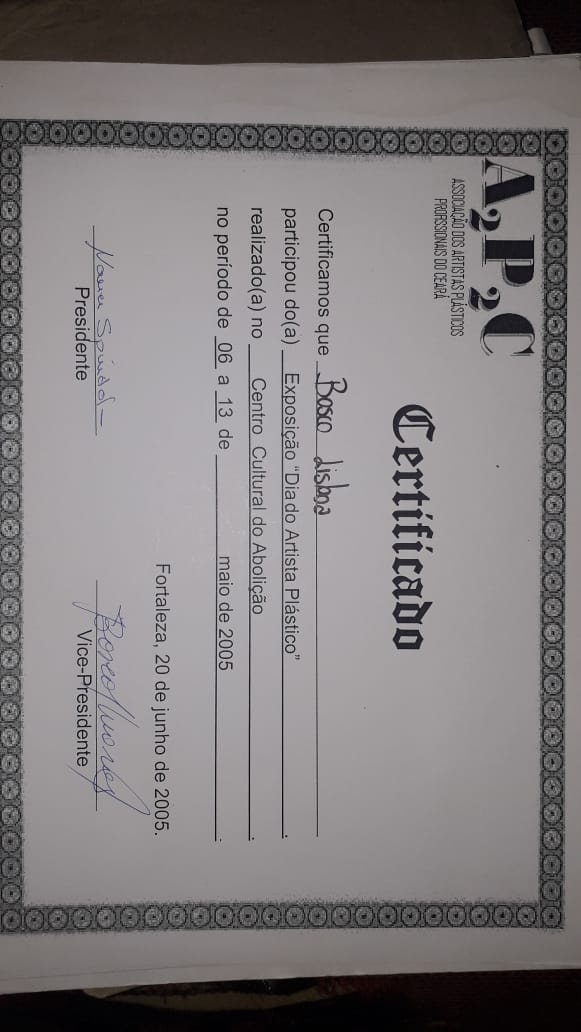 A,P,C
ASSOCIAÇÃO DOS ARTISTAS PLÁSTICOS
PROFISSIONAIS DO CEARÁ
Certificado
Certificamos que Bosco Lisboa
participou do(a) Exposição "Dia do Artista Plástico" .
realizado(a) no Centro Cultural do Abolição .
no período de 06 a 13 de maio de 2005 .
Fortaleza, 20 de junho de 2005.
Presidente
Vice-Presidente